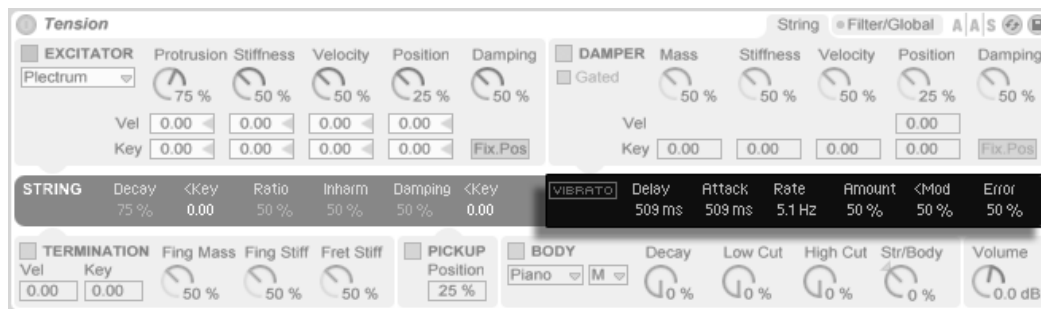 Tension String Filter/Global A A S
EXCITATOR Protrusion Stiffness Velocity Position Damping
Plectrum 75 % 50 % 50 % 25 % 50 %
Vel 0.00 0.00 0.00 0.00
Key 0.00 0.00 0.00 0.00 Fix.Pos
DAMPER Mass Stiffness Velocity Position Damping
Gated 50 % 50 % 50 % 25 % 50 %
Vel 0.00
Key 0.00 0.00 0.00 0.00 Fix.Pos
STRING Decay <Key Ratio Inharm Damping <Key
75 % 0.00 50 % 50 % 50 % 0.00
VIBRATO Delay Attack Rate Amount <Mod Error
509 ms 509 ms 5.1 Hz 50 % 50 % 50 %
TERMINATION Fing Mass Fing Stiff Fret Stiff
Vel Key
0.00 0.00 50 % 50 % 50 %
PICKUP
Position
25 %
BODY Decay Low Cut High Cut Str/Body Volume
Piano M 0 % 0 % 0 % 0 % 0.0 dB